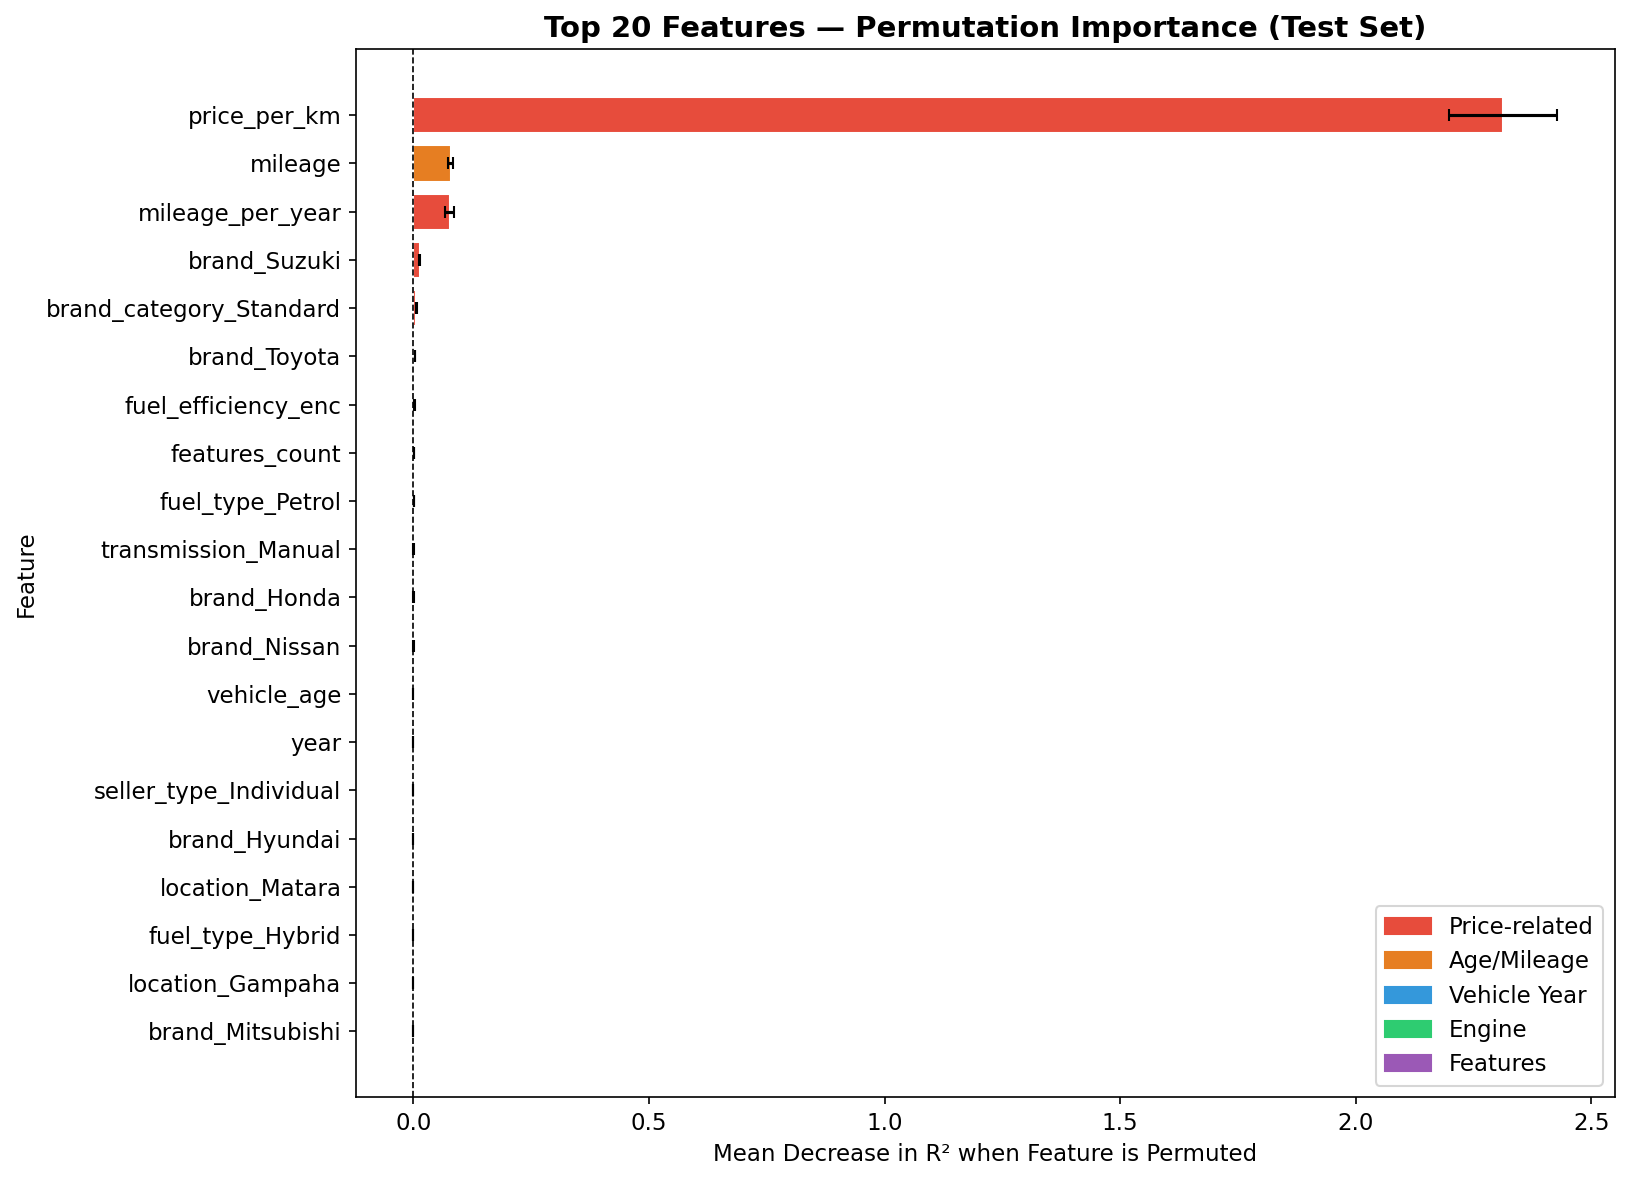 Top 20 Features — Permutation Importance (Test Set)
price_per_km
mileage
mileage_per_year
brand_Suzuki
brand_category_Standard
brand_Toyota
fuel_efficiency_enc
features_count
fuel_type_Petrol
transmission_Manual
brand_Honda
brand_Nissan
vehicle_age
year
seller_type_Individual
brand_Hyundai
location_Matara
fuel_type_Hybrid
location_Gampaha
brand_Mitsubishi
Feature
Price-related
Age/Mileage
Vehicle Year
Engine
Features
0.0 0.5 1.0 1.5 2.0 2.5
Mean Decrease in R² when Feature is Permuted